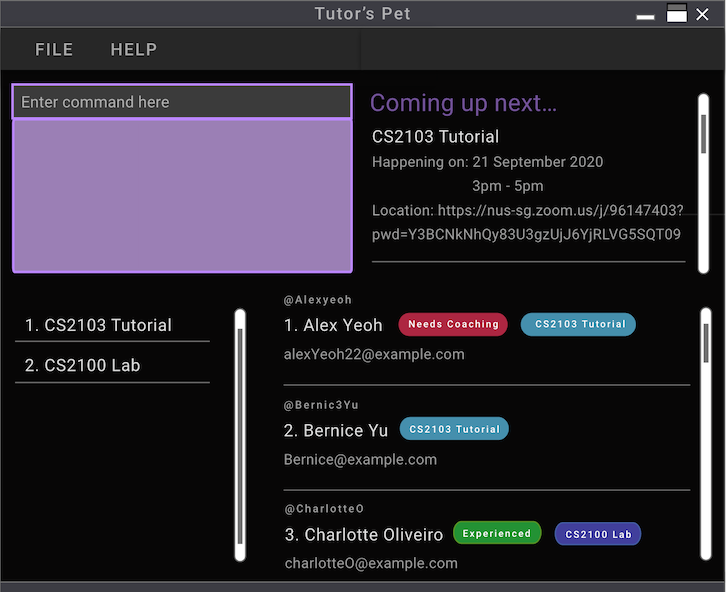 Tutor's Pet
FILE HELP
Enter command here
Coming up next…
CS2103 Tutorial
Happening on: 21 September 2020
3pm - 5pm
Location: https://nus-sg.zoom.us/j/96147403?
pwd=Y3BCNkNhQy83U3gzUjJ6YjRLVG5SQT09
1. CS2103 Tutorial
2. CS2100 Lab
@Alexyeoh
1. Alex Yeoh Needs Coaching CS2103 Tutorial
alexYeoh22@example.com
@Bernic3Yu
2. Bernice Yu CS2103 Tutorial
Bernice@example.com
@CharlotteO
3. Charlotte Oliveiro Experienced CS2100 Lab
charlotteO@example.com